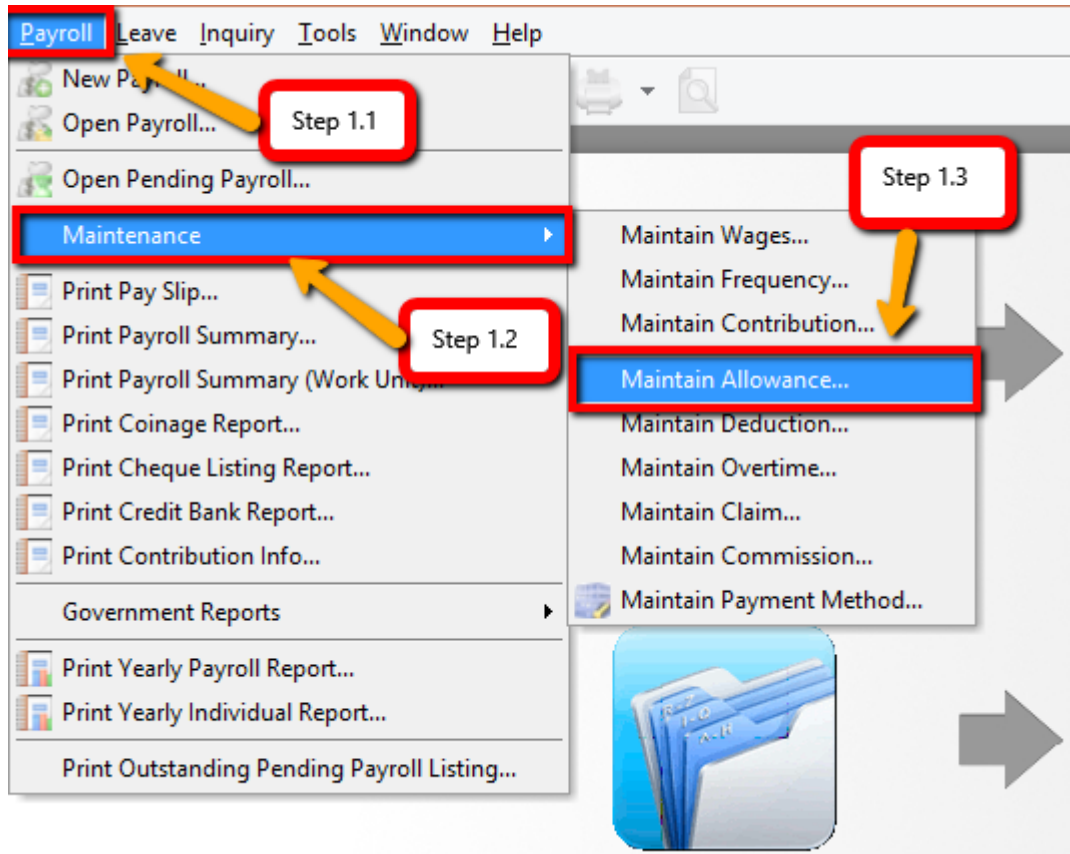 Payroll Leave Inquiry Tools Window Help
New Payroll...
Step 1.1
Open Payroll...
Open Pending Payroll...
Step 1.3
Maintenance
Maintain Wages...
Print Pay Slip...
Maintain Frequency...
Print Payroll Summary...
Step 1.2
Maintain Contribution...
Print Payroll Summary (Work Unit)...
Maintain Allowance...
Print Coinage Report...
Maintain Deduction...
Print Cheque Listing Report...
Maintain Overtime...
Print Credit Bank Report...
Maintain Claim...
Print Contribution Info...
Maintain Commission...
Government Reports
Maintain Payment Method...
Print Yearly Payroll Report...
Print Yearly Individual Report...
Print Outstanding Pending Payroll Listing...
R-Z
I-Q
A-H